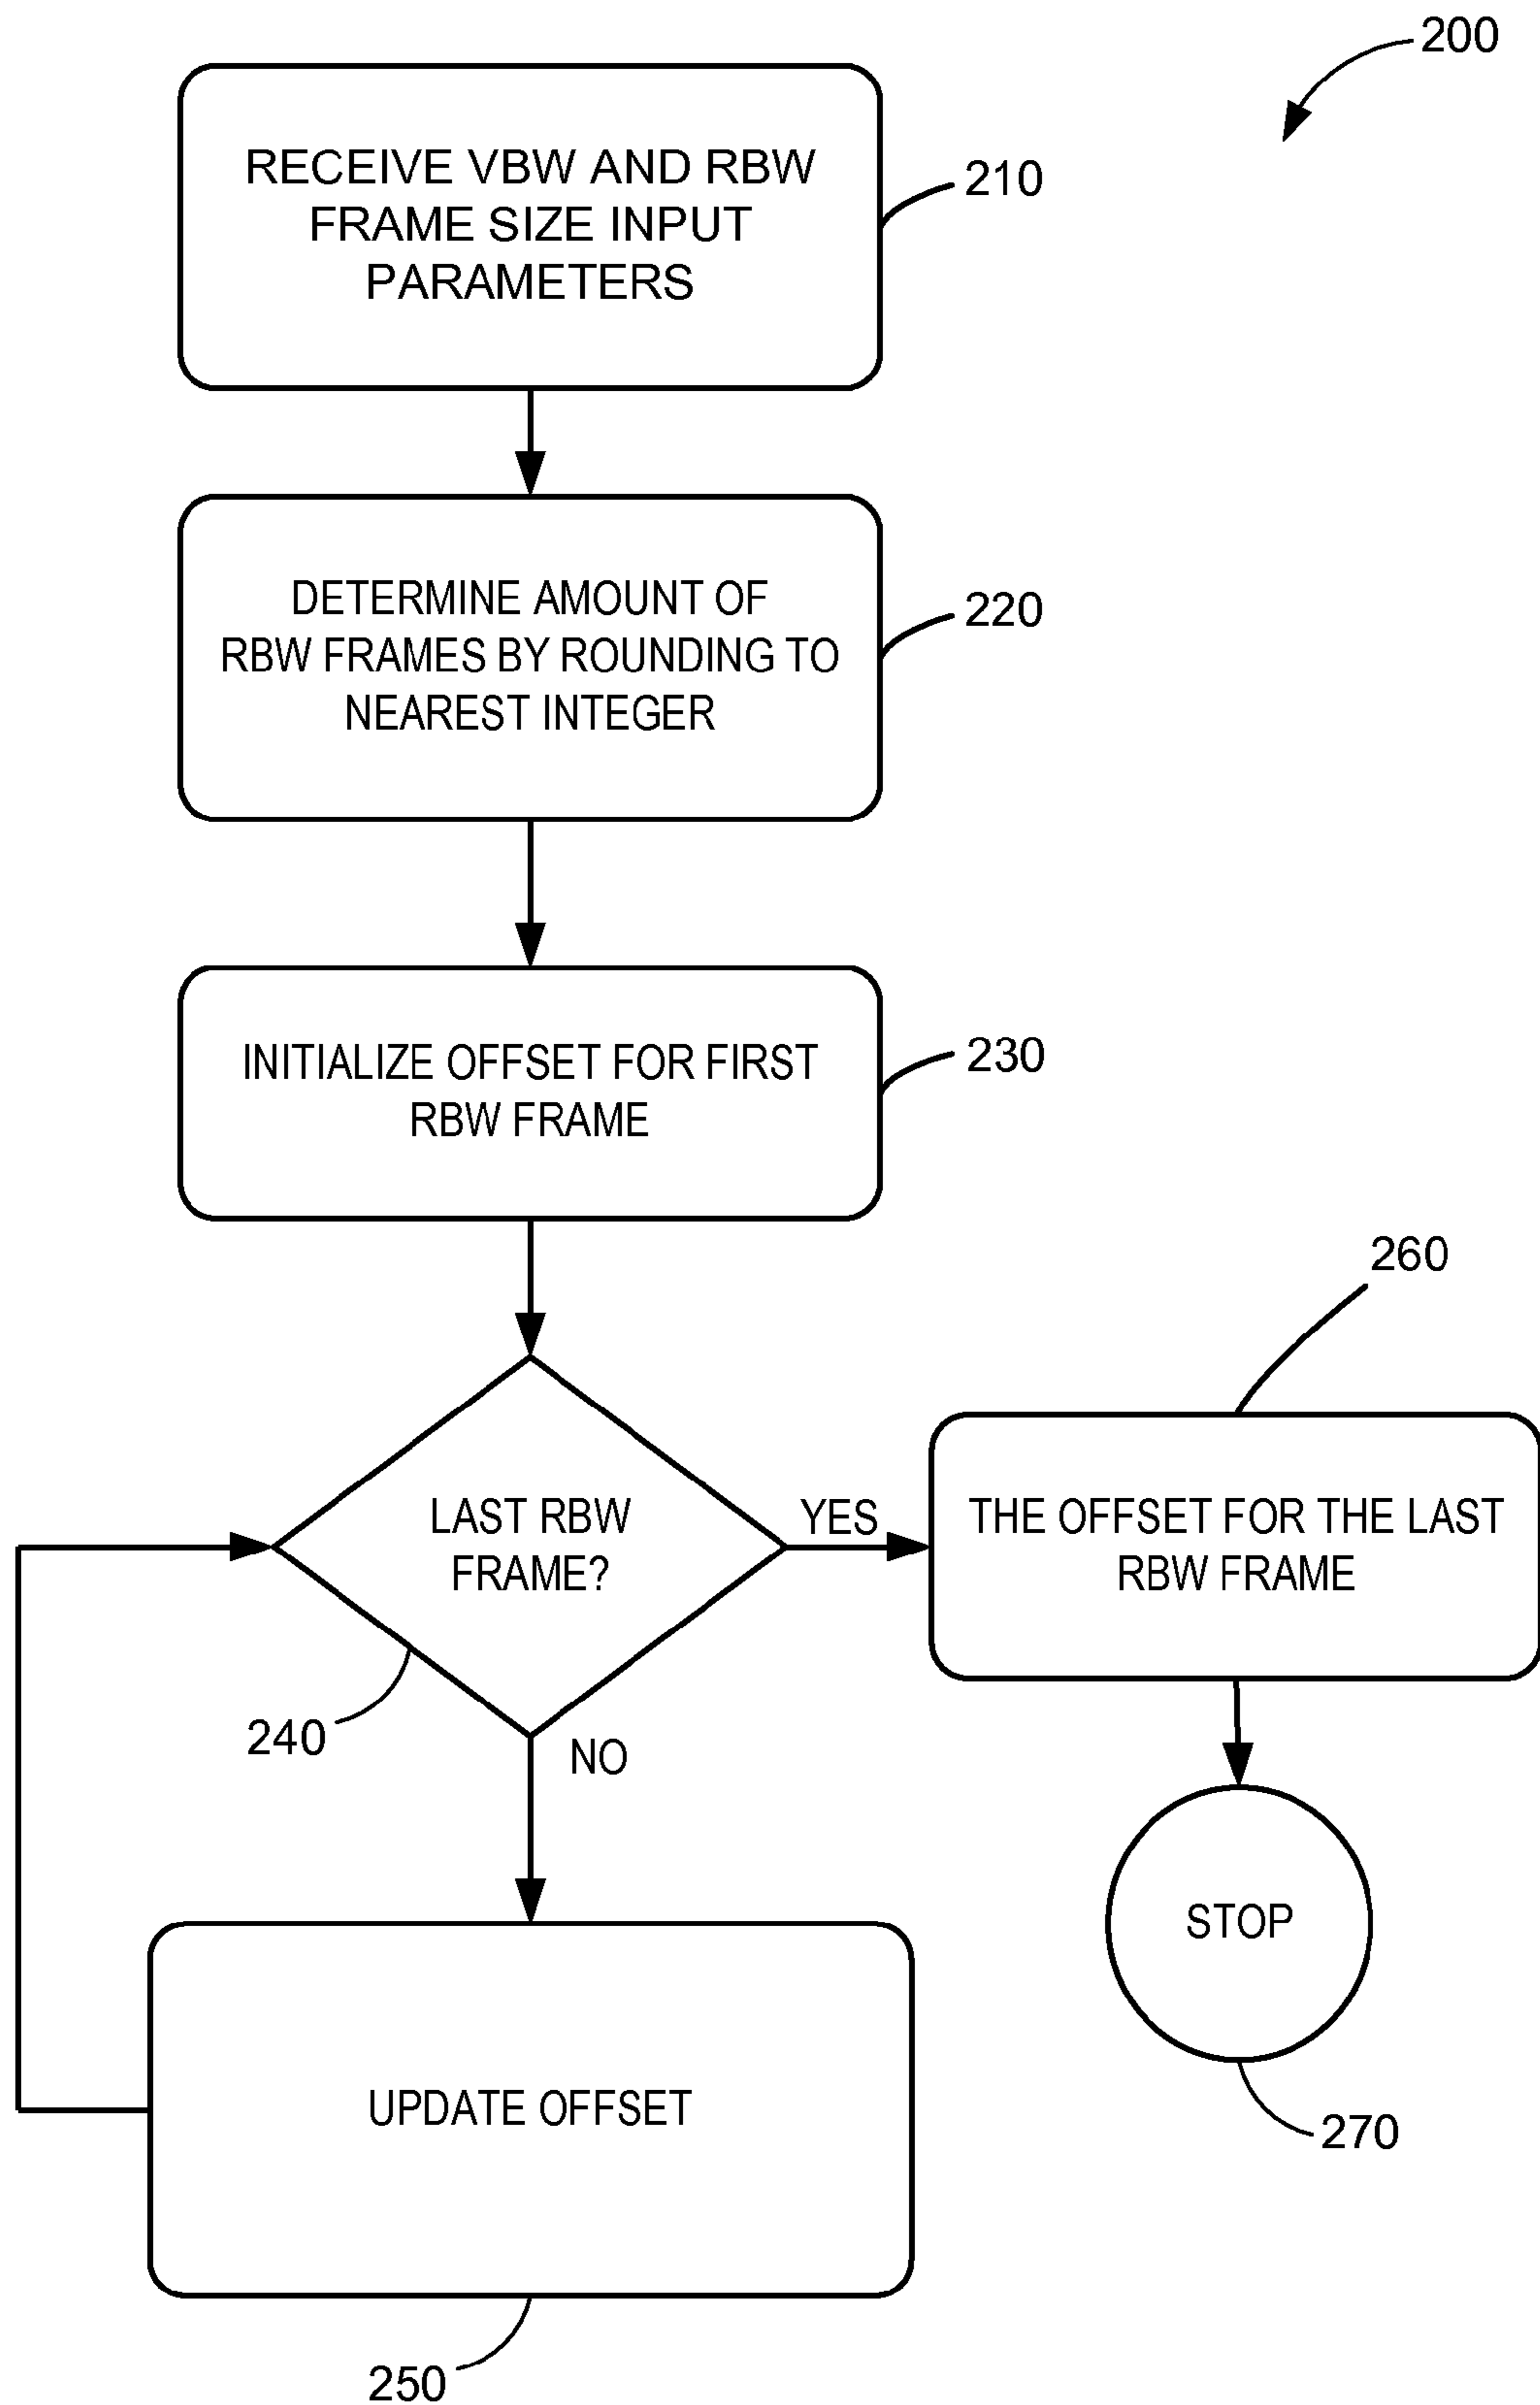 200
RECEIVE VBW AND RBW
FRAME SIZE INPUT
PARAMETERS
210
DETERMINE AMOUNT OF
RBW FRAMES BY ROUNDING TO
NEAREST INTEGER
220
INITIALIZE OFFSET FOR FIRST
RBW FRAME
230
LAST RBW
FRAME?
240
YES
NO
260
THE OFFSET FOR THE LAST
RBW FRAME
STOP
270
UPDATE OFFSET
250